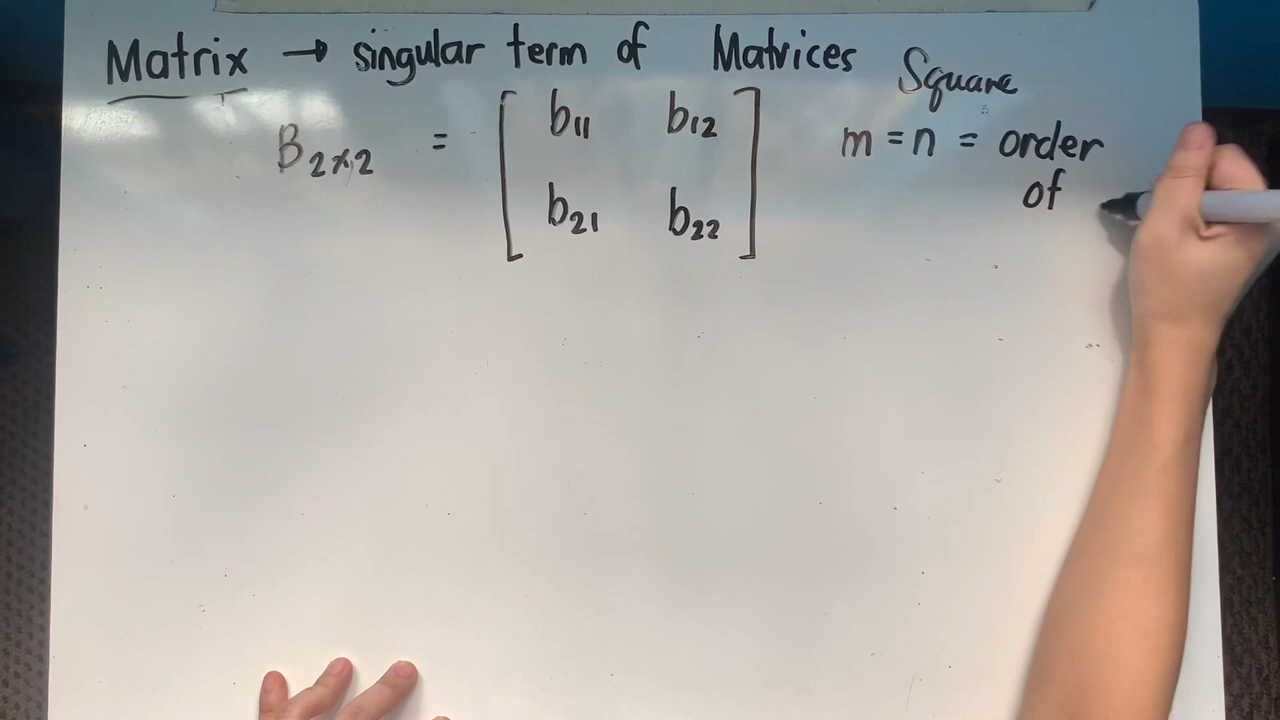 Matrix → singular term of Matrices
Square
B2×2 = [ b11 b12
b21 b22 ]
m = n = order
of